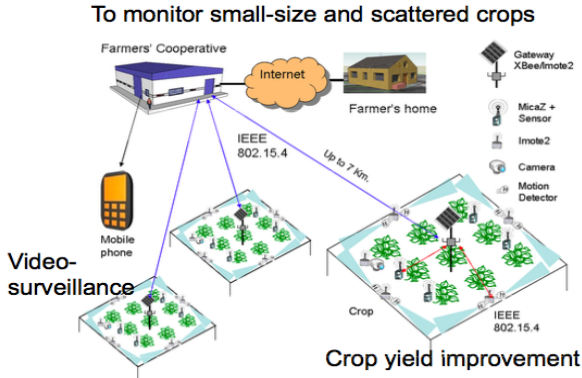 To monitor small-size and scattered crops
Farmers' Cooperative
Internet
Farmer's home
Gateway
XBee/Imote2
MicaZ +
Sensor
Imote2
Camera
Motion
Detector
IEEE
802.15.4
Up to 7 Km.
Mobile
phone
Video-
surveillance
Crop
IEEE
802.15.4
Crop yield improvement